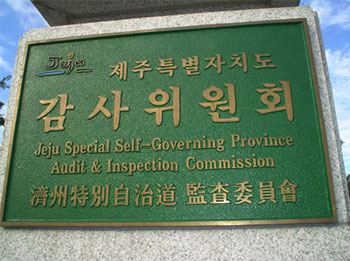 Jeju
제주특별자치도
감사위원회
Jeju Special Self-Governing Province
Audit & Inspection Commission
濟州特別自治道 監査委員會